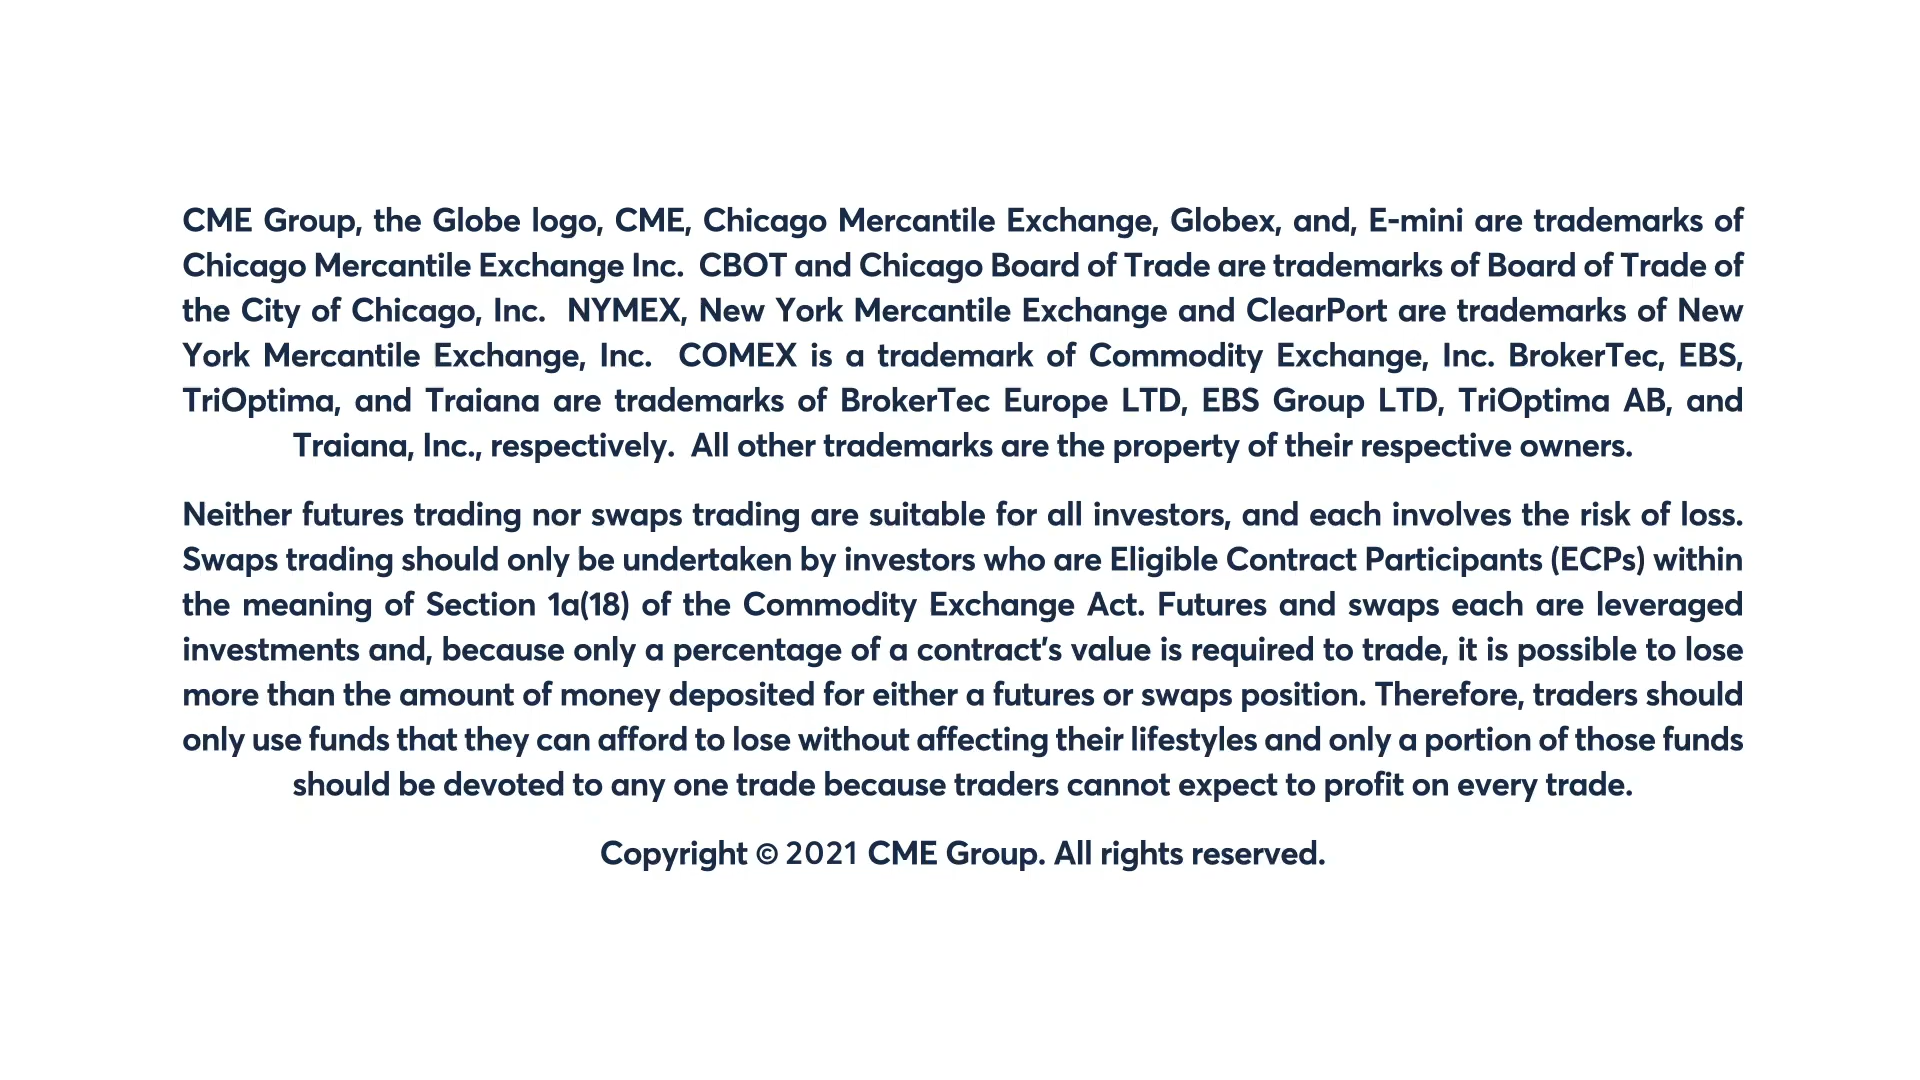 CME Group, the Globe logo, CME, Chicago Mercantile Exchange, Globex, and, E-mini are trademarks of
Chicago Mercantile Exchange Inc.  CBOT and Chicago Board of Trade are trademarks of Board of Trade of
the City of Chicago, Inc.  NYMEX, New York Mercantile Exchange and ClearPort are trademarks of New
York Mercantile Exchange, Inc.  COMEX is a trademark of Commodity Exchange, Inc. BrokerTec, EBS,
TriOptima, and Traiana are trademarks of BrokerTec Europe LTD, EBS Group LTD, TriOptima AB, and
Traiana, Inc., respectively.  All other trademarks are the property of their respective owners.
Neither futures trading nor swaps trading are suitable for all investors, and each involves the risk of loss.
Swaps trading should only be undertaken by investors who are Eligible Contract Participants (ECPs) within
the meaning of Section 1a(18) of the Commodity Exchange Act. Futures and swaps each are leveraged
investments and, because only a percentage of a contract's value is required to trade, it is possible to lose
more than the amount of money deposited for either a futures or swaps position. Therefore, traders should
only use funds that they can afford to lose without affecting their lifestyles and only a portion of those funds
should be devoted to any one trade because traders cannot expect to profit on every trade.
Copyright © 2021 CME Group. All rights reserved.